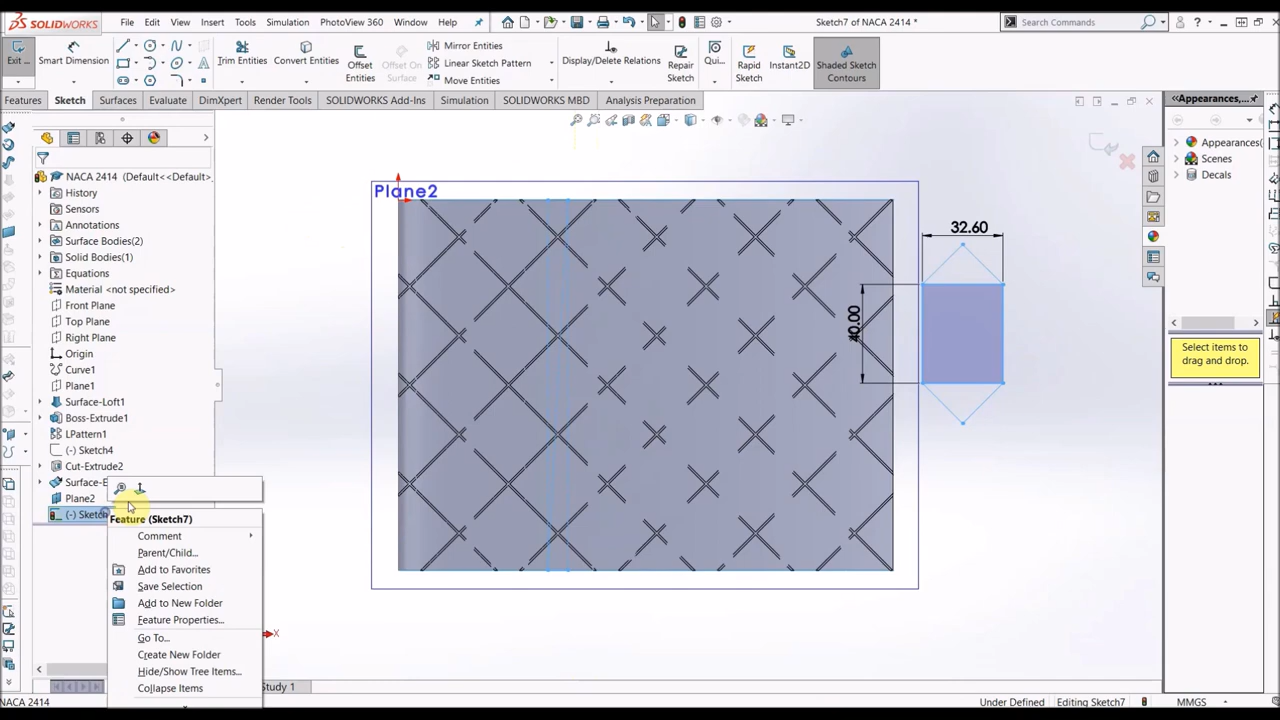 SOLIDWORKS File Edit View Insert Tools Simulation PhotoView 360 Window Help Sketch7 of NACA 2414 * Search Commands
Exit ... Smart Dimension Trim Entities Convert Entities Offset Entities Offset On Surface Mirror Entities Linear Sketch Pattern Move Entities Display/Delete Relations Repair Sketch Qui... Rapid Sketch Instant2D Shaded Sketch Contours
Features Sketch Surfaces Evaluate DimXpert Render Tools SOLIDWORKS Add-Ins Simulation SOLIDWORKS MBD Analysis Preparation
NACA 2414 (Default<<Default>_
History
Sensors
Annotations
Surface Bodies(2)
Solid Bodies(1)
Equations
Material <not specified>
Front Plane
Top Plane
Right Plane
Origin
Curve1
Plane1
Surface-Loft1
Boss-Extrude1
LPattern1
(-) Sketch4
Cut-Extrude2
Surface-E
Plane2
(-) Sketch
Feature (Sketch7)
Comment
Parent/Child...
Add to Favorites
Save Selection
Add to New Folder
Feature Properties...
Go To...
Create New Folder
Hide/Show Tree Items...
Collapse Items
Plane2
32.60
40.00
X
<<Appearances,...
Appearances(
Scenes
Decals
Select items to
drag and drop.
Study 1
NACA 2414 Under Defined Editing Sketch7 MMGS